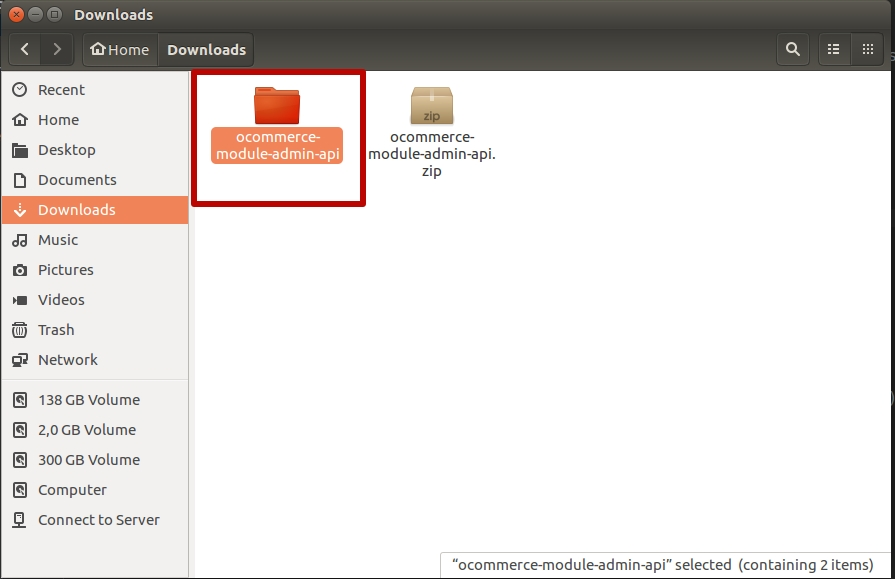 Downloads
Home
Downloads
Recent
Home
Desktop
Documents
Downloads
Music
Pictures
Videos
Trash
Network
138 GB Volume
2,0 GB Volume
300 GB Volume
Computer
Connect to Server
ocommerce-
module-admin-api
zip
ocommerce-
module-admin-api.
zip
“ocommerce-module-admin-api” selected (containing 2 items)